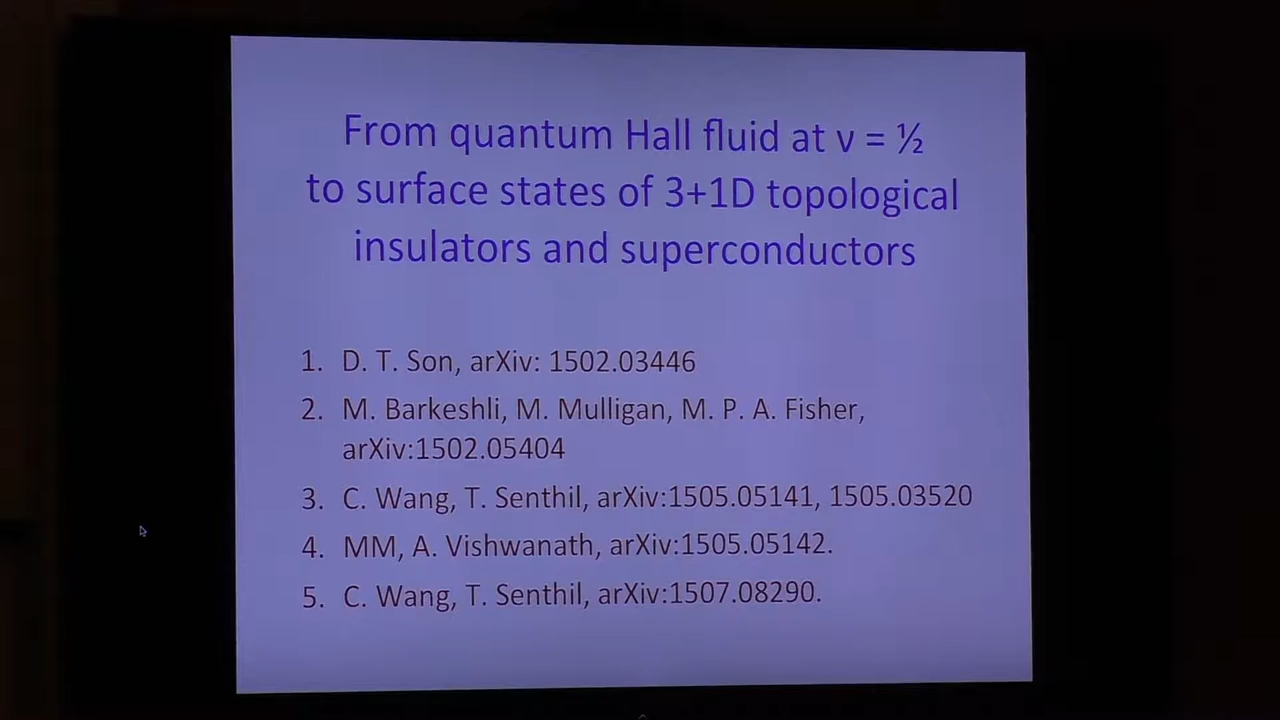 From quantum Hall fluid at ν = ½
to surface states of 3+1D topological
insulators and superconductors
1. D. T. Son, arXiv: 1502.03446
2. M. Barkeshli, M. Mulligan, M. P. A. Fisher,
arXiv:1502.05404
3. C. Wang, T. Senthil, arXiv:1505.05141, 1505.03520
4. MM, A. Vishwanath, arXiv:1505.05142.
5. C. Wang, T. Senthil, arXiv:1507.08290.